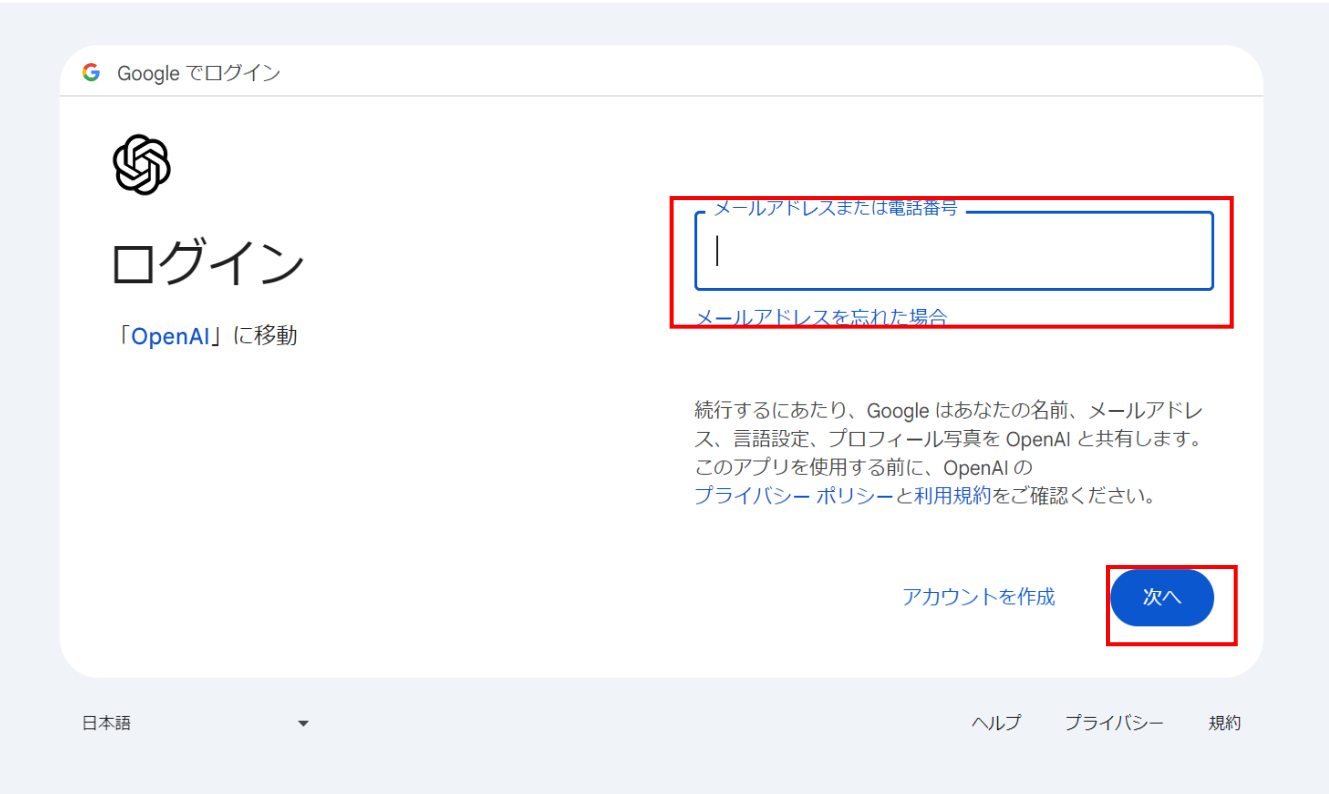 Google でログイン
ログイン
「OpenAI」に移動
メールアドレスまたは電話番号
メールアドレスを忘れた場合
続行するにあたり、Google はあなたの名前、メールアドレ
ス、言語設定、プロフィール写真を OpenAI と共有します。
このアプリを使用する前に、OpenAI の
プライバシー ポリシーと利用規約をご確認ください。
アカウントを作成
次へ
日本語
ヘルプ プライバシー 規約